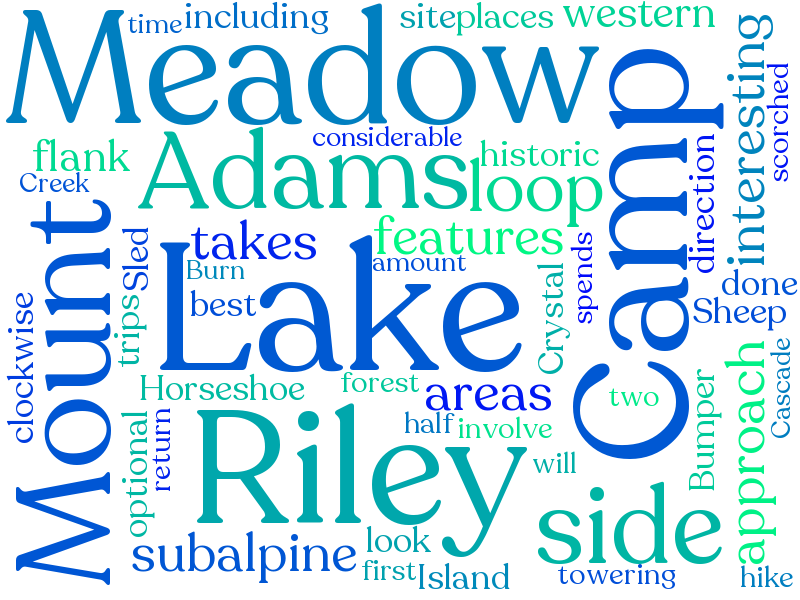 Meadow
time
including
site
places
western
considerable
flank
Creek
Adams
historic
loop
Camp
interesting
scorched
direction
Mount
Sled
takes
features
Burn
amount
Lake
best
Crystal
spends
done
Sheep
clockwise
trips
Horseshoe
forest
areas
two
Cascade
approach
Bumper
optional
return
Riley
half
involve
will
side
subalpine
look
first
Island
towering
hike